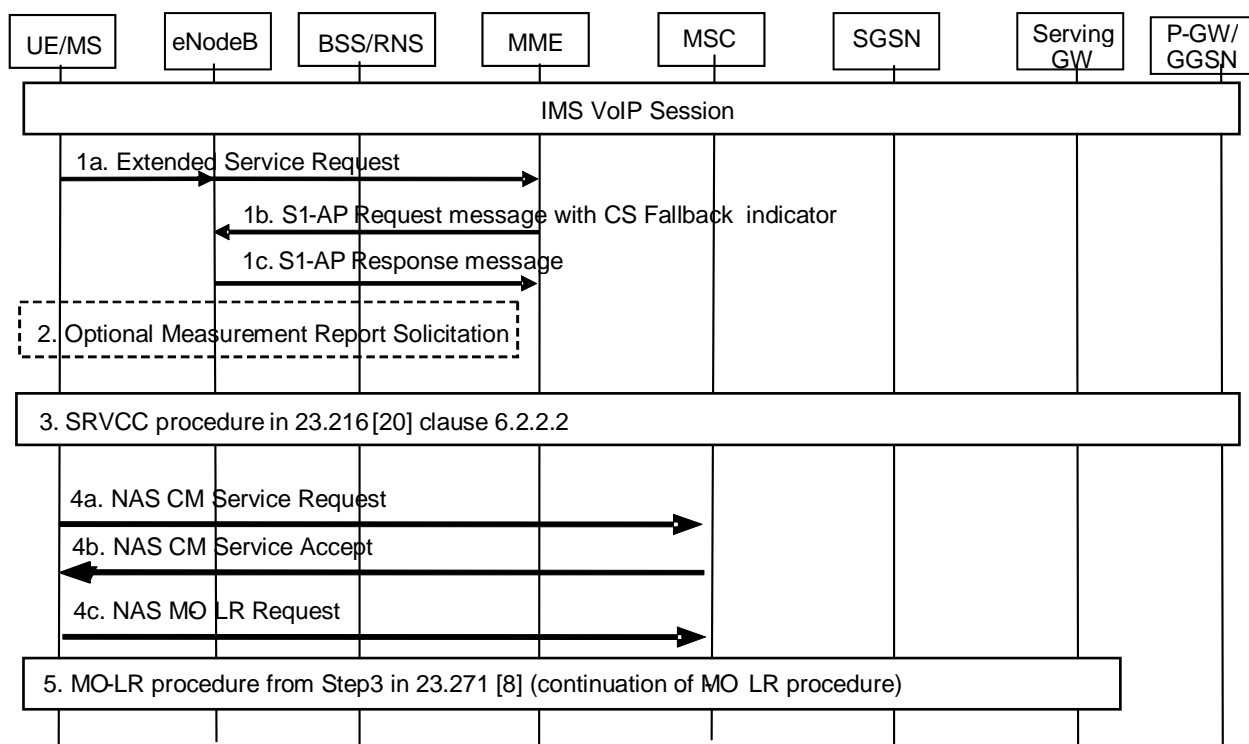 UE/MS
eNodeB
BSS/RNS
MME
MSC
SGSN
Serving
GW
P-GW/
GGSN
IMS VoIP Session
1a. Extended Service Request
1b. S1-AP Request message with CS Fallback indicator
1c. S1-AP Response message
2. Optional Measurement Report Solicitation
3. SRVCC procedure in 23.216 [20] clause 6.2.2.2
4a. NAS CM Service Request
4b. NAS CM Service Accept
4c. NAS MO-LR Request
5. MO-LR procedure from Step3 in 23.271 [8] (continuation of MO-LR procedure)